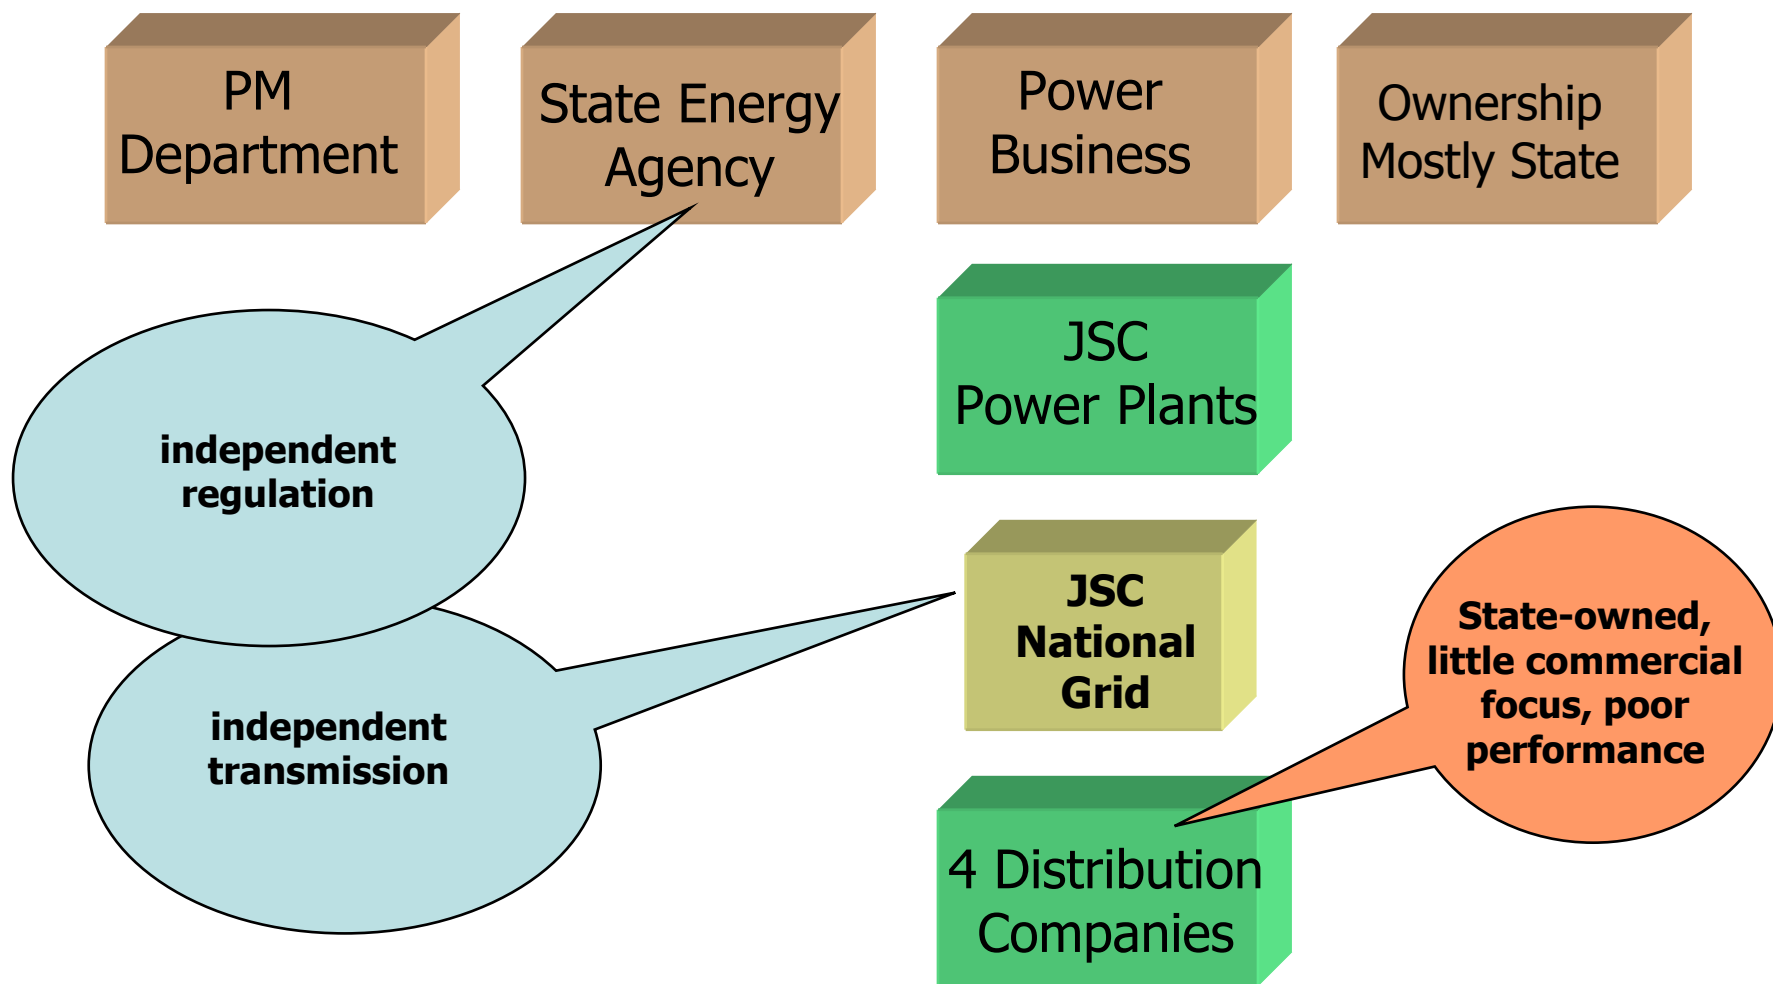 PM
Department
State Energy
Agency
Power
Business
Ownership
Mostly State
JSC
Power Plants
independent
regulation
JSC
National
Grid
State-owned,
little commercial
focus, poor
performance
independent
transmission
4 Distribution
Companies